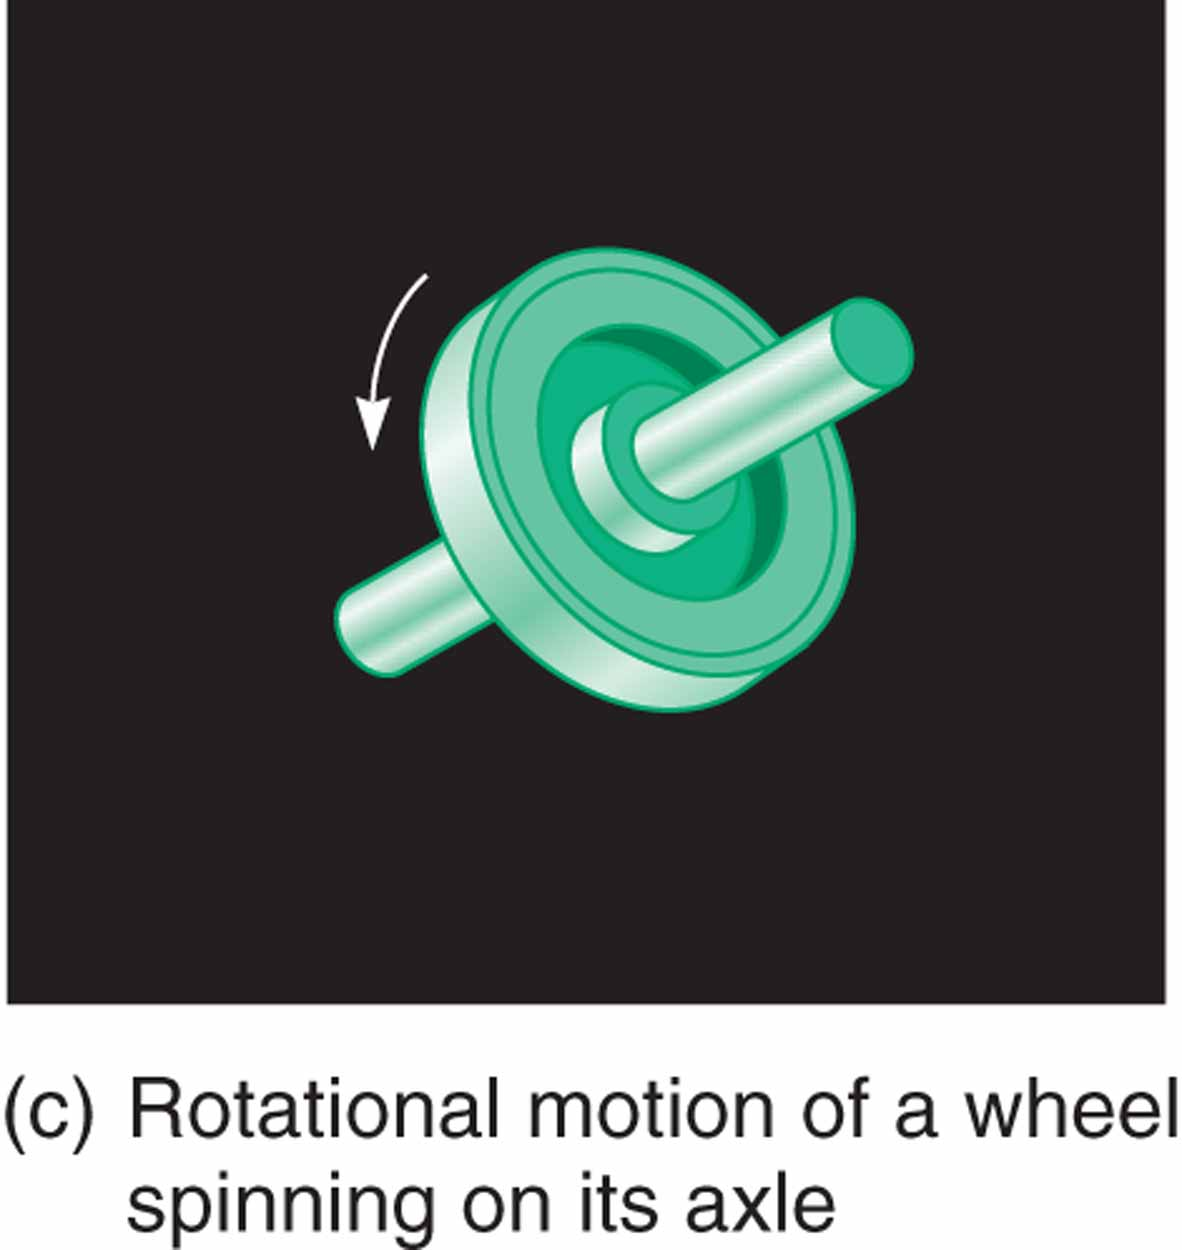 (c) Rotational motion of a wheel
spinning on its axle